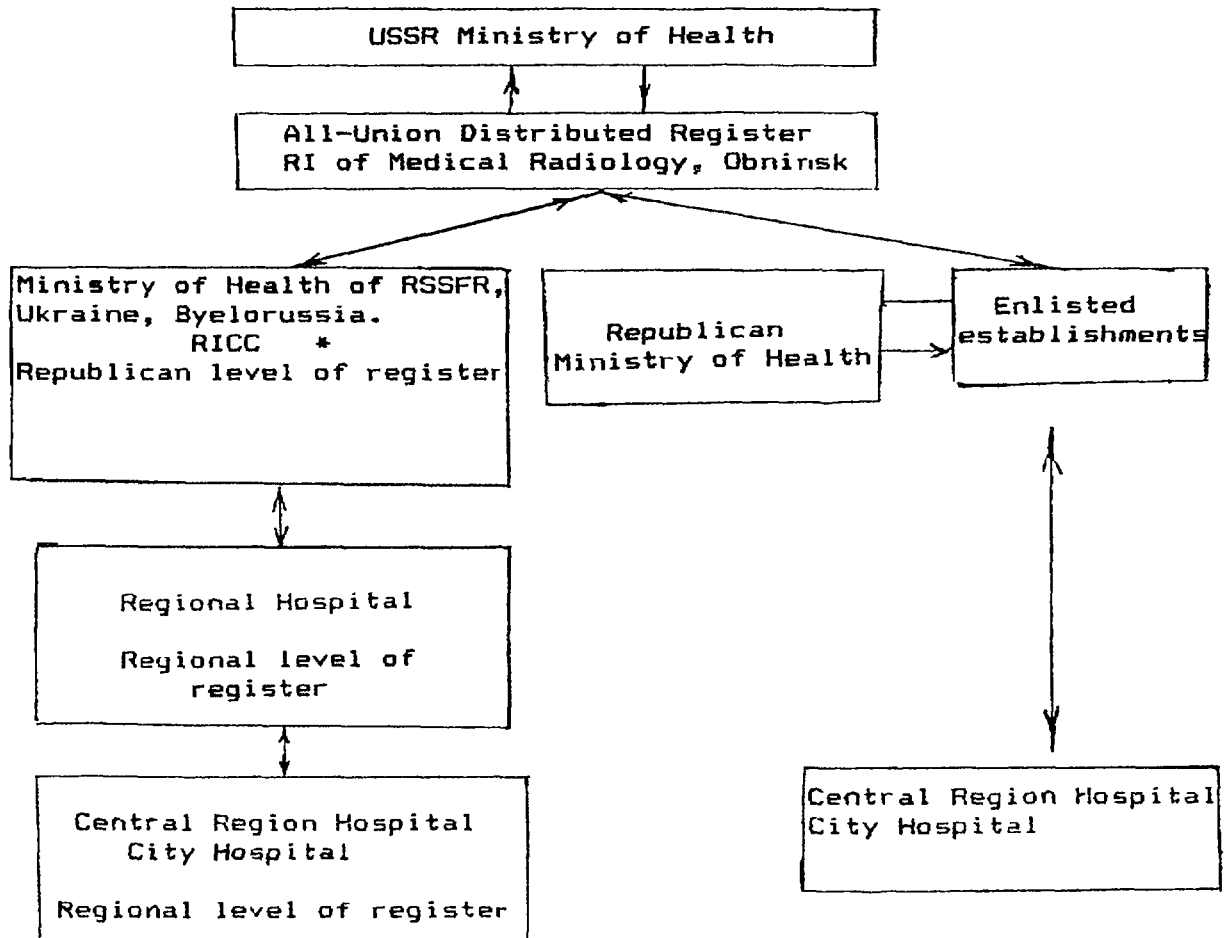 USSR Ministry of Health
All-Union Distributed Register
RI of Medical Radiology, Obninsk
Ministry of Health of RSSFR,
Ukraine, Byelorussia.
RICC *
Republican level of register
Republican
Ministry of Health
Enlisted
establishments
Regional Hospital
Regional level of
register
Central Region Hospital
City Hospital
Regional level of register
Central Region Hospital
City Hospital